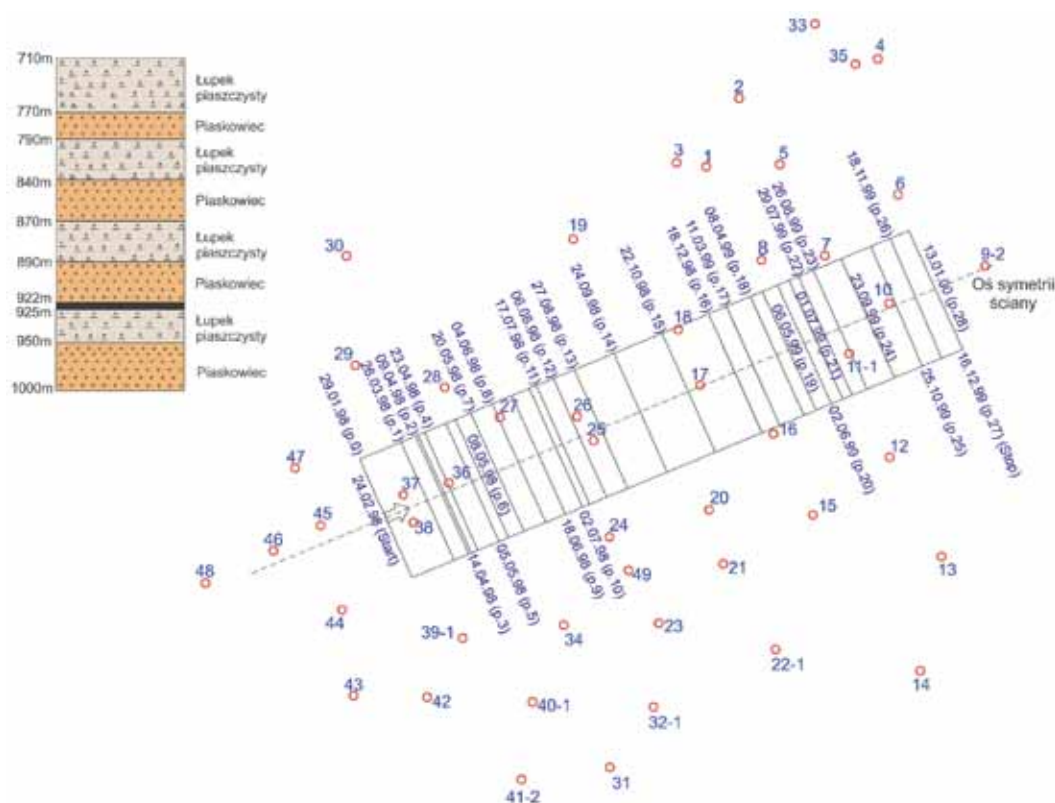 710m
Łupek
piaszczysty
770m
Piaskowiec
790m
Łupek
piaszczysty
840m
Piaskowiec
870m
Łupek
piaszczysty
890m
Piaskowiec
922m
925m
Łupek
piaszczysty
950m
Piaskowiec
1000m
33
35
4
2
3
1
5
6
19
30
8
7
9-2
Oś symetrii
ściany
10
18
11-1
17
29
28
27
26
25
16
12
47
37
36
38
45
46
48
24
20
15
49
21
13
44
39-1
34
23
22-1
14
43
42
40-1
32-1
31
41-2
29.01.98 (p.0)
24.02.98 (Start)
26.03.98 (p.1)
09.04.98 (p.2)
14.04.98 (p.3)
23.04.98 (p.4)
05.05.98 (p.5)
08.05.98 (p.6)
20.05.98 (p.7)
04.06.98 (p.8)
18.06.98 (p.9)
02.07.98 (p.10)
17.07.98 (p.11)
06.08.98 (p.12)
27.08.98 (p.13)
24.09.98 (p.14)
22.10.98 (p.15)
18.12.98 (p.16)
11.03.99 (p.17)
08.04.99 (p.18)
06.05.99 (p.19)
02.06.99 (p.20)
01.07.99 (p.21)
29.07.99 (p.22)
26.08.99 (p.23)
23.09.99 (p.24)
25.10.99 (p.25)
18.11.99 (p.26)
16.12.99 (p.27) (Stop)
13.01.00 (p.28)